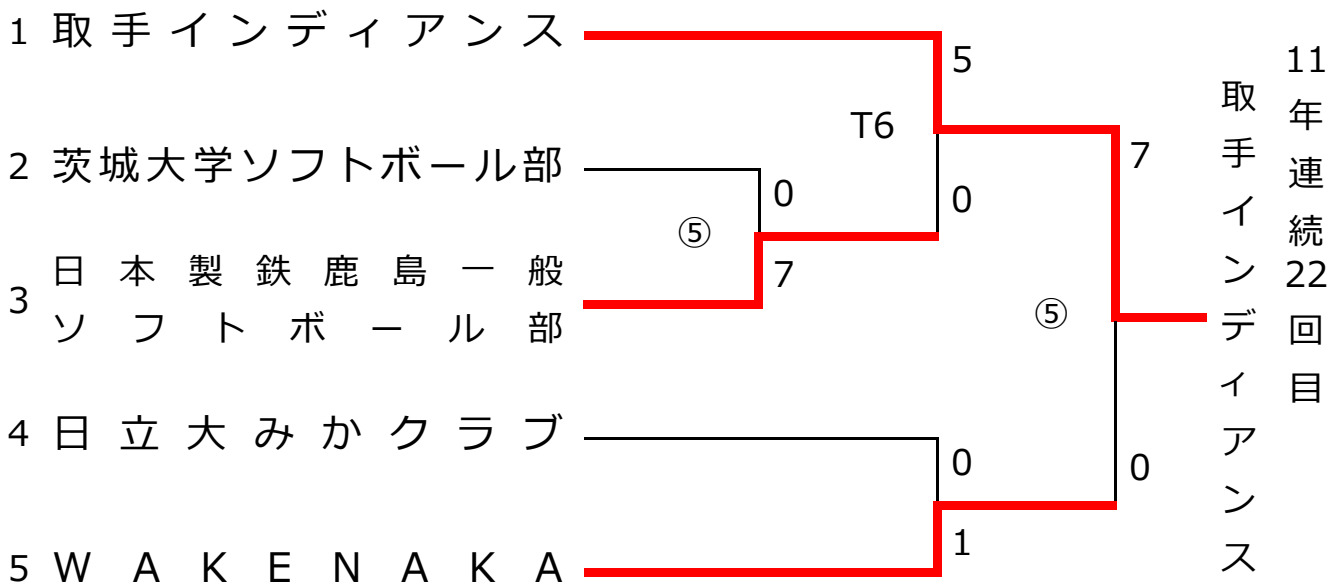 1 取手インディアンス
2 茨城大学ソフトボール部
3 日本製鉄鹿島一般
ソフトボール部
4 日立大みかクラブ
5 WAKENAKA
0
⑤
7
5
T6
0
0
1
7
⑤
0
取手インディアンス
11年連続22回目